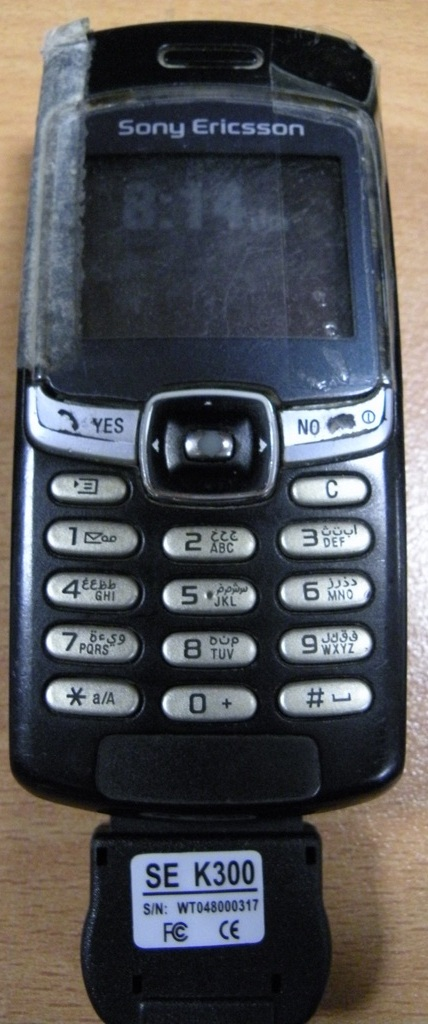 Sony Ericsson
8:14
YES NO
C
1 2 ABC 3 DEF
4 GHI 5 JKL 6 MNO
7 PQRS 8 TUV 9 WXYZ
* a/A 0 + #
SE K300
S/N: WT048000317
FC CE